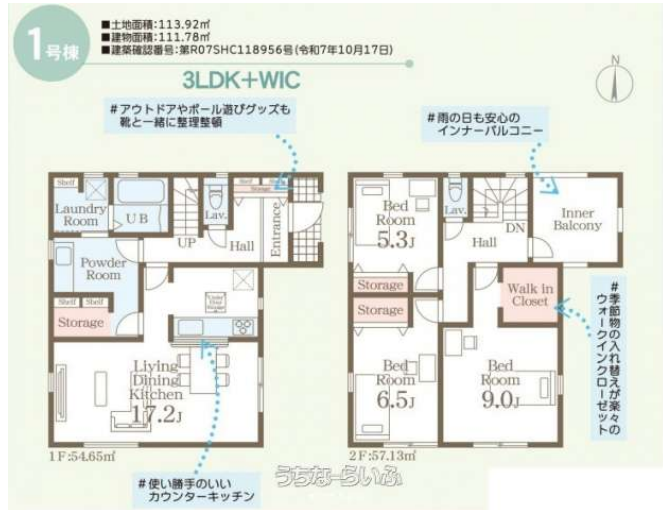 1号棟
■土地面積:113.92㎡
■建物面積:111.78㎡
■建築確認番号:第R07SHC118956号(令和7年10月17日)
3LDK+WIC
N
#アウトドアやボール遊びグッズも
靴と一緒に整理整頓
#雨の日も安心の
インナーバルコニー
Shelf
Laundry
Room
UB
UP
Lav.
Shelf
Storage
Hall
Entrance
Powder
Room
Shelf Shelf
Storage
Living
Dining
Kitchen
17.2J
1F:54.65㎡
Bed
Room
5.3J
Storage
Lav.
DN
Hall
Inner
Balcony
Storage
Walk in
Closet
Bed
Room
6.5J
Bed
Room
9.0J
2F:57.13㎡
#季節物の入れ替えが楽々の
ウォークインクローゼット
#使い勝手のいい
カウンターキッチン
うちなーらいふ